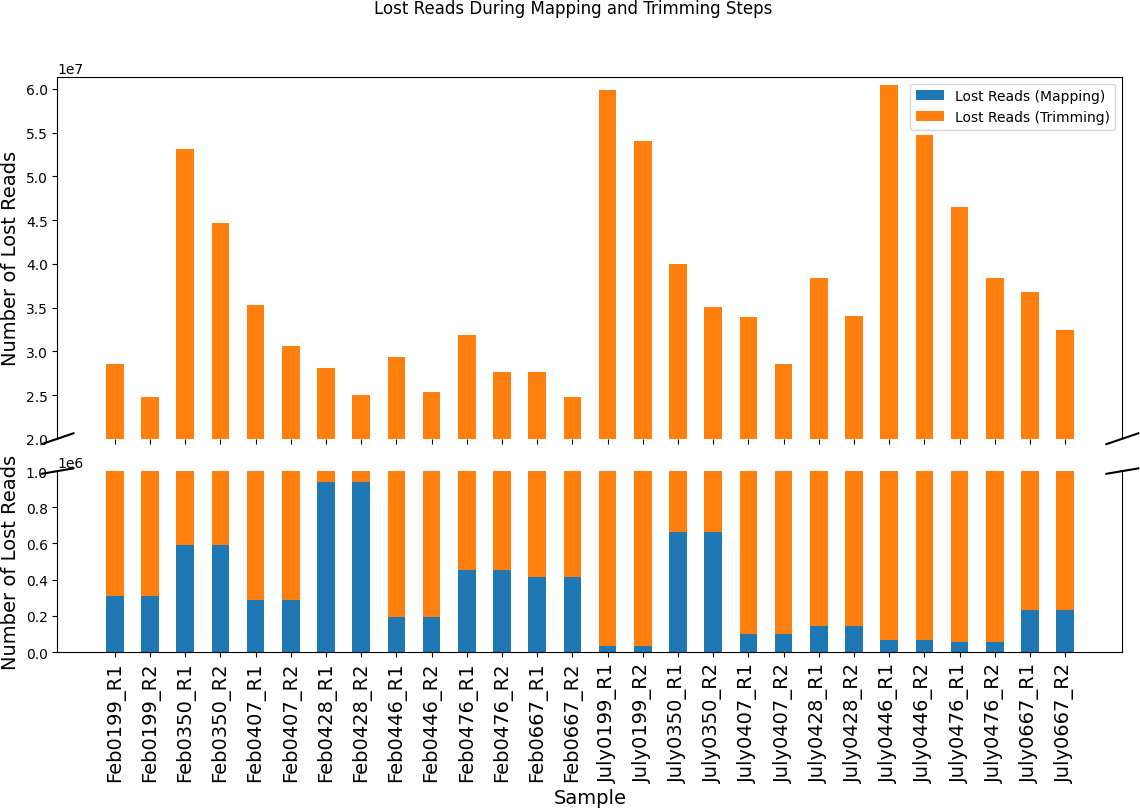 Lost Reads During Mapping and Trimming Steps
1e7
6.0
5.5
5.0
4.5
4.0
3.5
3.0
2.5
2.0
Number of Lost Reads
Lost Reads (Mapping)
Lost Reads (Trimming)
1e6
1.0
0.8
0.6
0.4
0.2
0.0
Number of Lost Reads
Feb0199_R1
Feb0199_R2
Feb0350_R1
Feb0350_R2
Feb0407_R1
Feb0407_R2
Feb0428_R1
Feb0428_R2
Feb0446_R1
Feb0446_R2
Feb0476_R1
Feb0476_R2
Feb0667_R1
Feb0667_R2
July0199_R1
July0199_R2
July0350_R1
July0350_R2
July0407_R1
July0407_R2
July0428_R1
July0428_R2
July0446_R1
July0446_R2
July0476_R1
July0476_R2
July0667_R1
July0667_R2
Sample